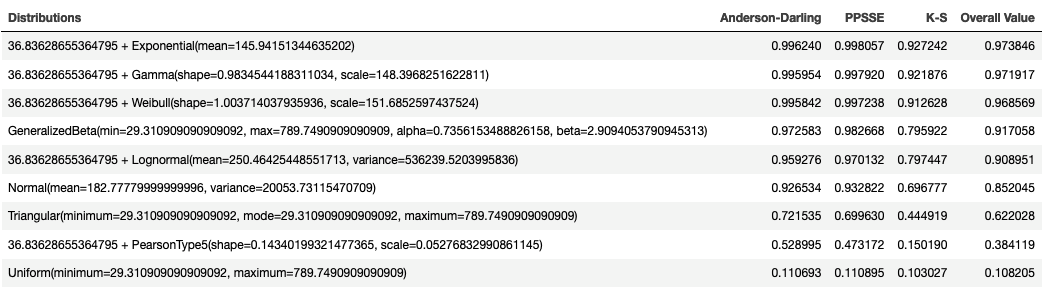 Distributions Anderson-Darling PPSSE K-S Overall Value
36.83628655364795 + Exponential(mean=145.94151344635202) 0.996240 0.998057 0.927242 0.973846
36.83628655364795 + Gamma(shape=0.9834544188311034, scale=148.3968251622811) 0.995954 0.997920 0.921876 0.971917
36.83628655364795 + Weibull(shape=1.003714037935936, scale=151.6852597437524) 0.995842 0.997238 0.912628 0.968569
GeneralizedBeta(min=29.310909090909092, max=789.7490909090909, alpha=0.7356153488826158, beta=2.9094053790945313) 0.972583 0.982668 0.795922 0.917058
36.83628655364795 + Lognormal(mean=250.46425448551713, variance=536239.5203995836) 0.959276 0.970132 0.797447 0.908951
Normal(mean=182.77779999999996, variance=20053.73115470709) 0.926534 0.932822 0.696777 0.852045
Triangular(minimum=29.310909090909092, mode=29.310909090909092, maximum=789.7490909090909) 0.721535 0.699630 0.444919 0.622028
36.83628655364795 + PearsonType5(shape=0.14340199321477365, scale=0.05276832990861145) 0.528995 0.473172 0.150190 0.384119
Uniform(minimum=29.310909090909092, maximum=789.7490909090909) 0.110693 0.110895 0.103027 0.108205